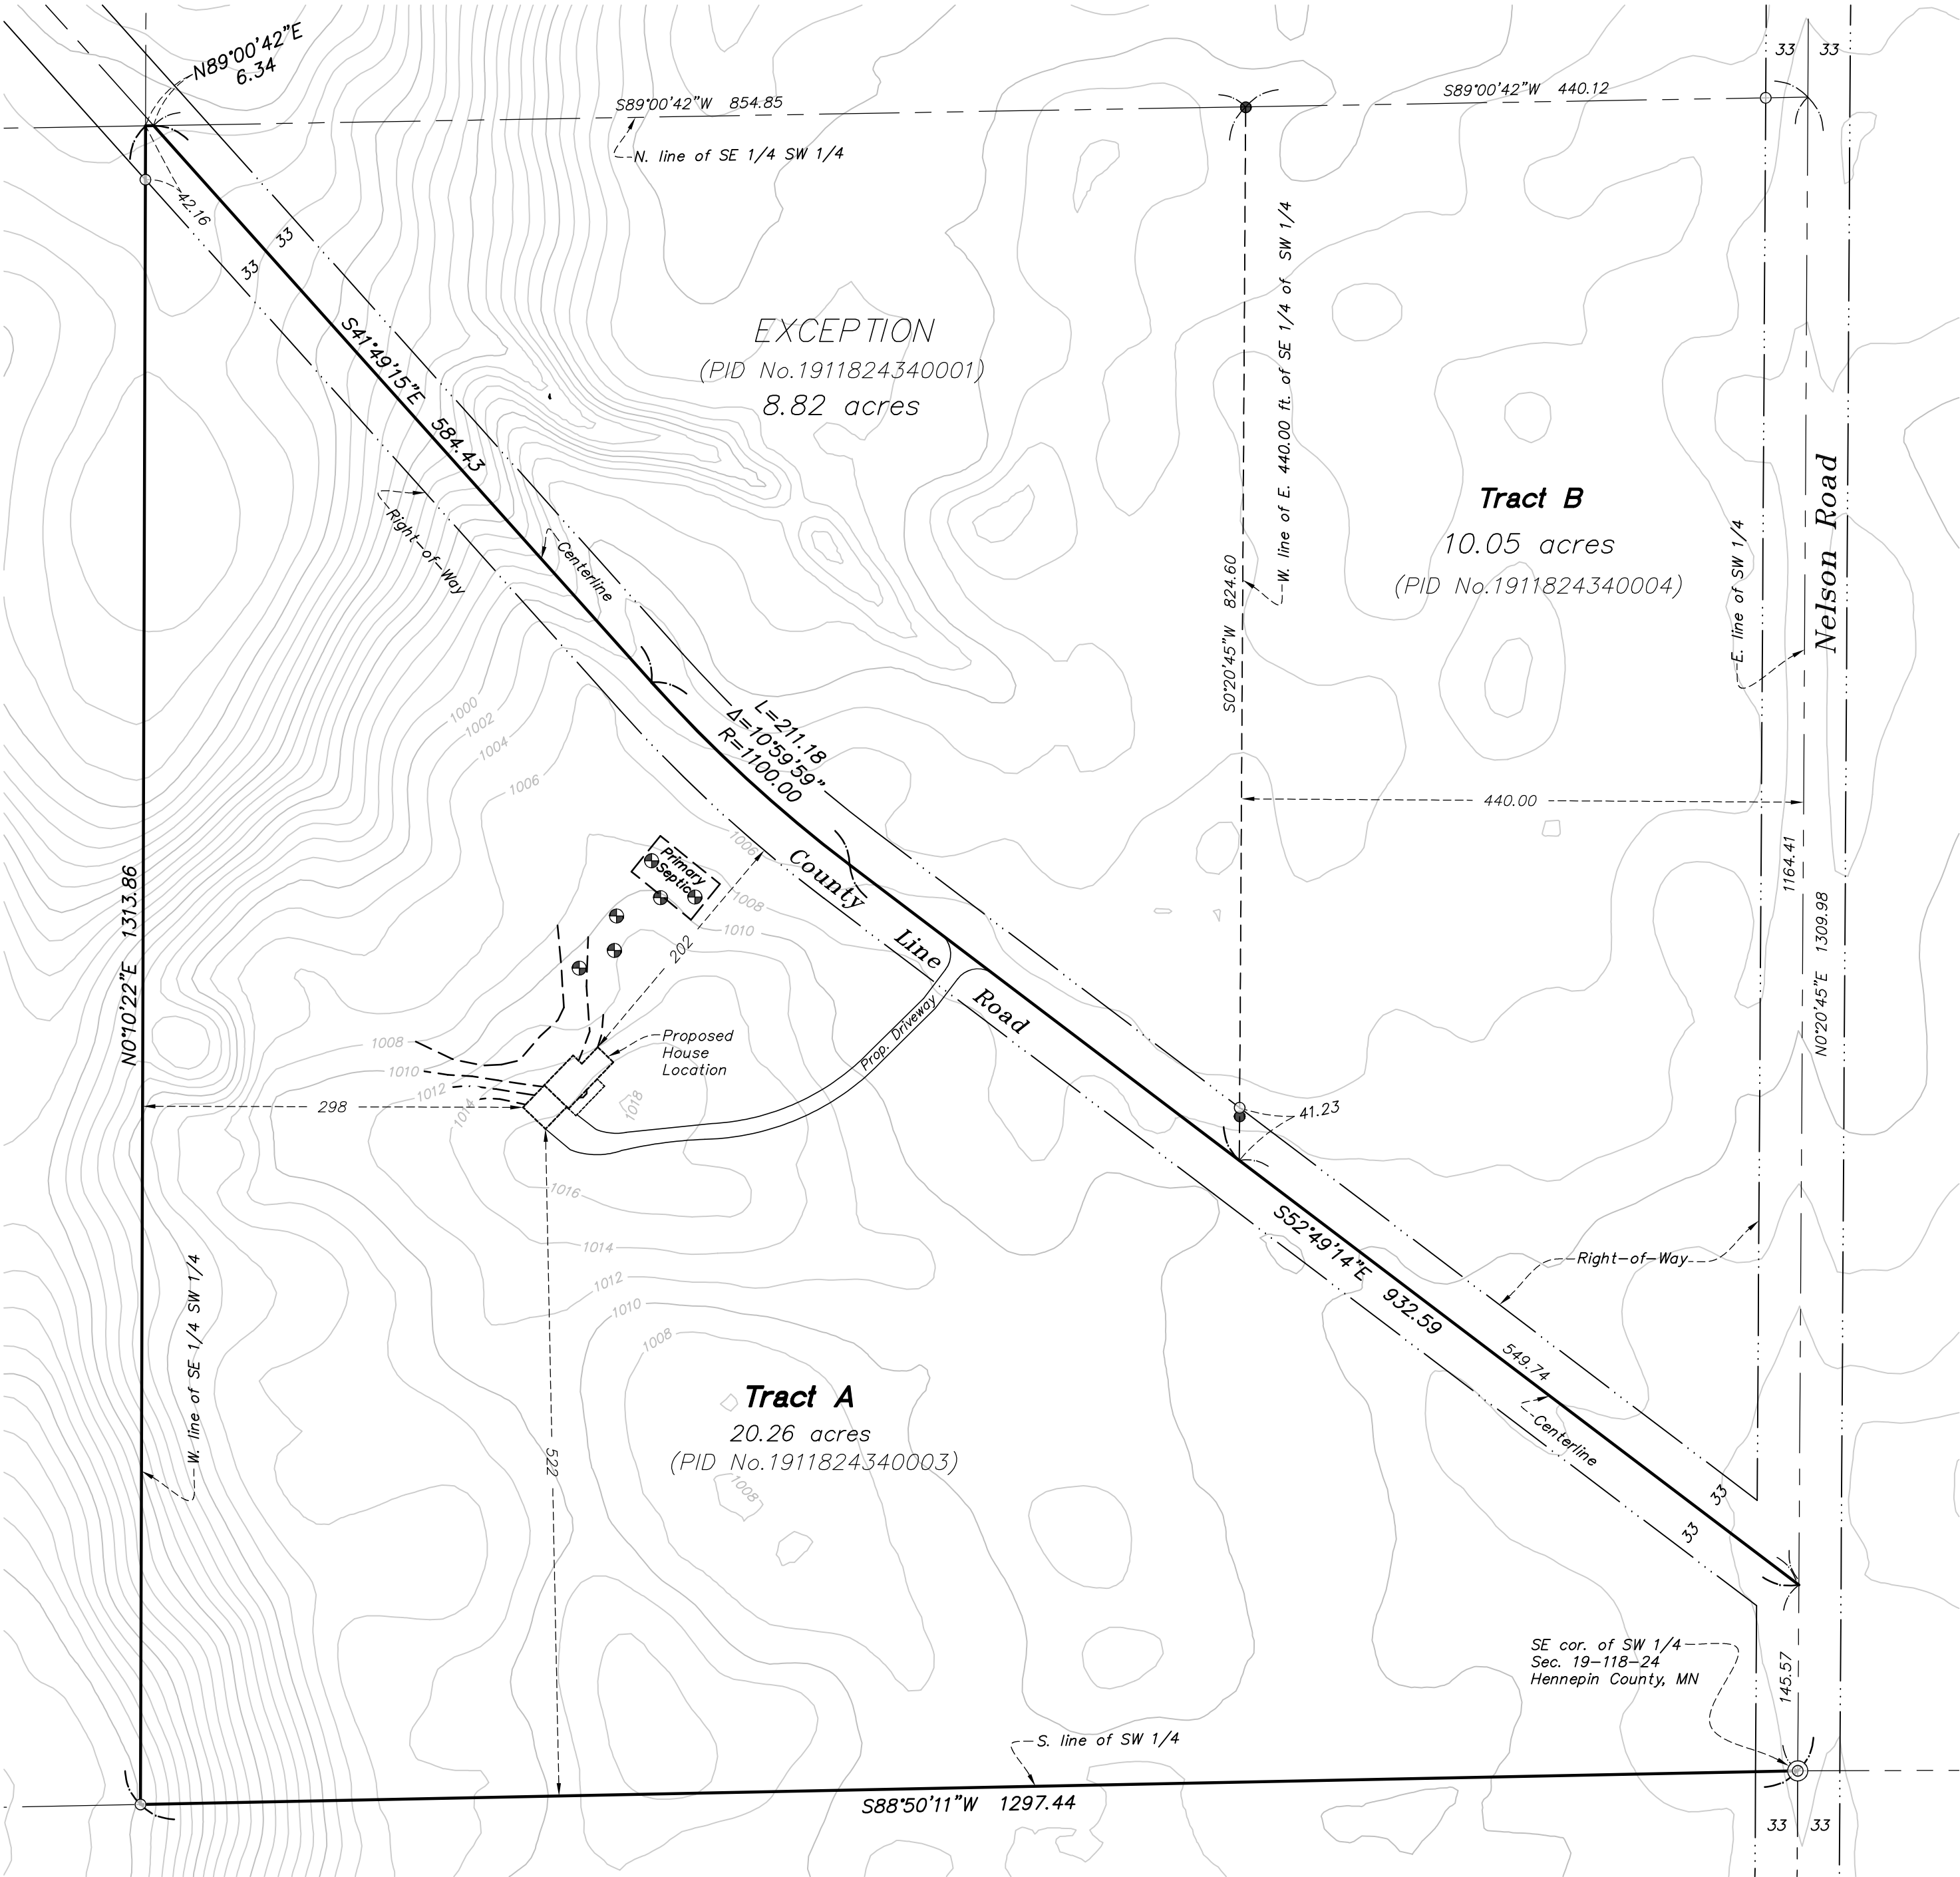 N89°00'42"E
6.34
S89°00'42"W 854.85
S89°00'42"W 440.12
33 33
N. line of SE 1/4 SW 1/4
42.16
33
33
W. line of E. 440.00 ft. of SE 1/4 of SW 1/4
EXCEPTION
(PID No.1911824340001)
8.82 acres
S41°49'15"E 584.43
Right-of-Way
Centerline
Tract B
10.05 acres
(PID No.1911824340004)
E. line of SW 1/4
Nelson Road
S0°20'45"W 824.60
L=211.18
Δ=10°59'59"
R=1100.00
1000
1002
1004
1006
1006
1008
1010
440.00
1164.41
N0°20'45"E 1309.98
N0°10'22"E 1313.86
Primary
Septic
202
County Line Road
Prop. Driveway
Proposed
House
Location
1008
1010
1012
1014
1018
298
41.23
1016
1014
1012
1010
1008
S52°49'14"E 932.59
549.74
Right-of-Way
Centerline
W. line of SE 1/4 SW 1/4
522
Tract A
20.26 acres
(PID No.1911824340003)
1008
33
33
SE cor. of SW 1/4
Sec. 19-118-24
Hennepin County, MN
145.57
S. line of SW 1/4
S88°50'11"W 1297.44
33 33